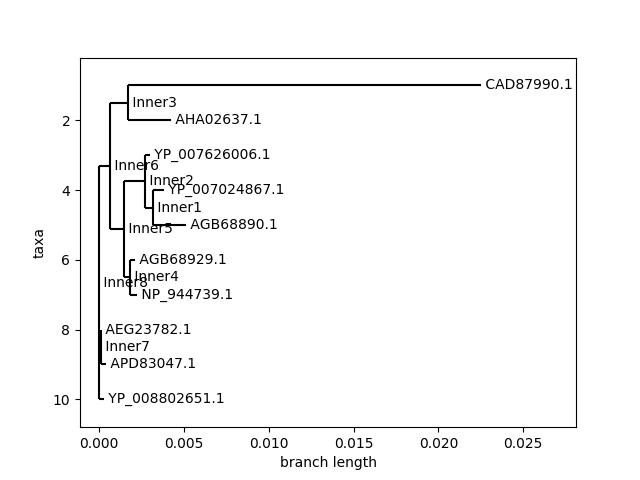 CAD87990.1
Inner3
2
AHA02637.1
YP_007626006.1
Inner6
Inner2
4
YP_007024867.1
Inner1
AGB68890.1
Inner5
taxa
6
AGB68929.1
Inner4
Inner8
NP_944739.1
8
AEG23782.1
Inner7
APD83047.1
10
YP_008802651.1
0.000 0.005 0.010 0.015 0.020 0.025
branch length